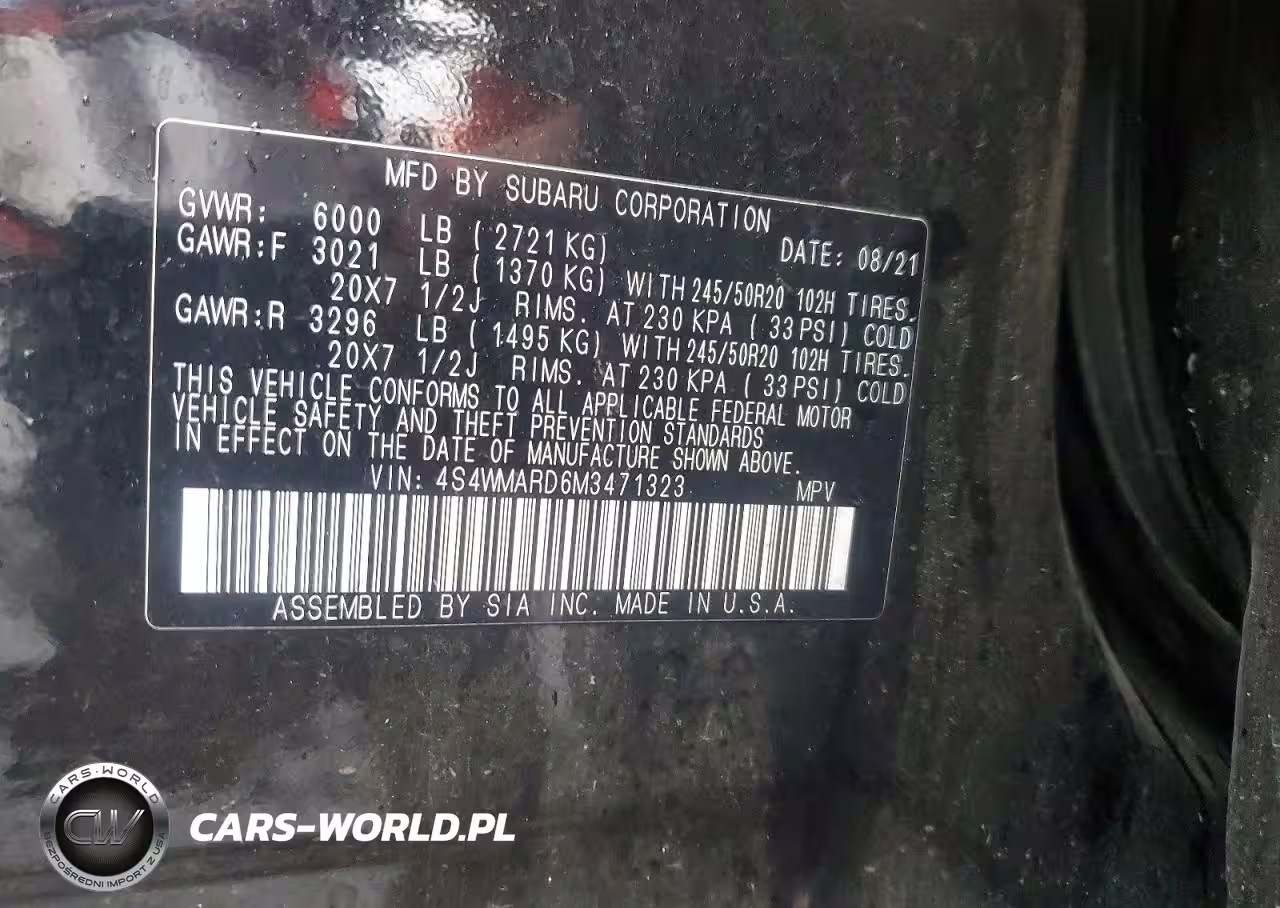 MFD BY SUBARU CORPORATION
DATE: 08/21
GVWR: 6000 LB (2721 KG)
GAWR:F 3021 LB (1370 KG) WITH 245/50R20 102H TIRES.
20X7 1/2J RIMS. AT 230 KPA (33 PSI) COLD
GAWR:R 3296 LB (1495 KG) WITH 245/50R20 102H TIRES.
20X7 1/2J RIMS. AT 230 KPA (33 PSI) COLD
THIS VEHICLE CONFORMS TO ALL APPLICABLE FEDERAL MOTOR
VEHICLE SAFETY AND THEFT PREVENTION STANDARDS
IN EFFECT ON THE DATE OF MANUFACTURE SHOWN ABOVE.
VIN: 4S4WMARD6M3471323 MPV
ASSEMBLED BY SIA INC. MADE IN U.S.A.
CARS-WORLD
CW
BEZPOŚREDNI IMPORT Z USA
CARS-WORLD.PL